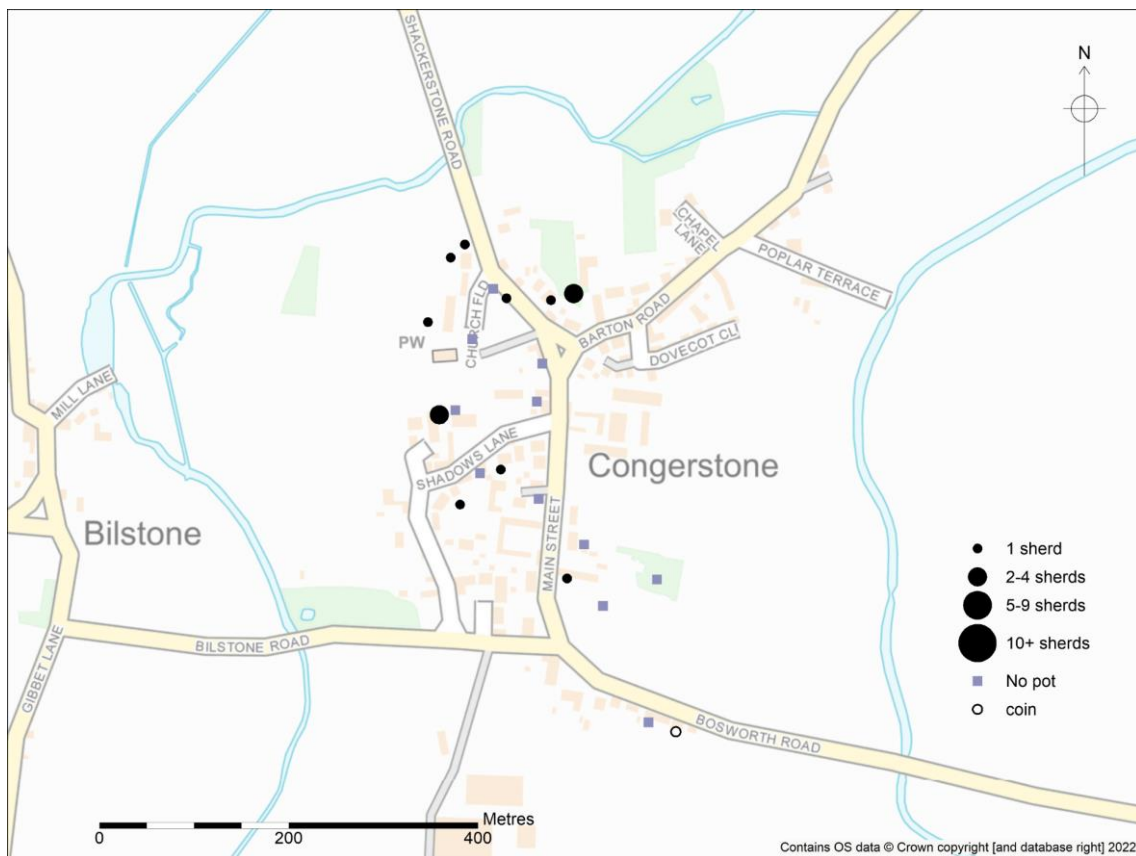 SHACKERSTONE ROAD
N
CHAPEL
LANE
POPLAR TERRACE
CHURCH FLD
BARTON ROAD
PW
DOVECOT CL
MILL LANE
SHADOWS LANE
Congerstone
Bilstone
MAIN STREET
1 sherd
2-4 sherds
5-9 sherds
10+ sherds
No pot
coin
BILSTONE ROAD
GIBBET LANE
BOSWORTH ROAD
Metres
0 200 400
Contains OS data © Crown copyright [and database right] 2022